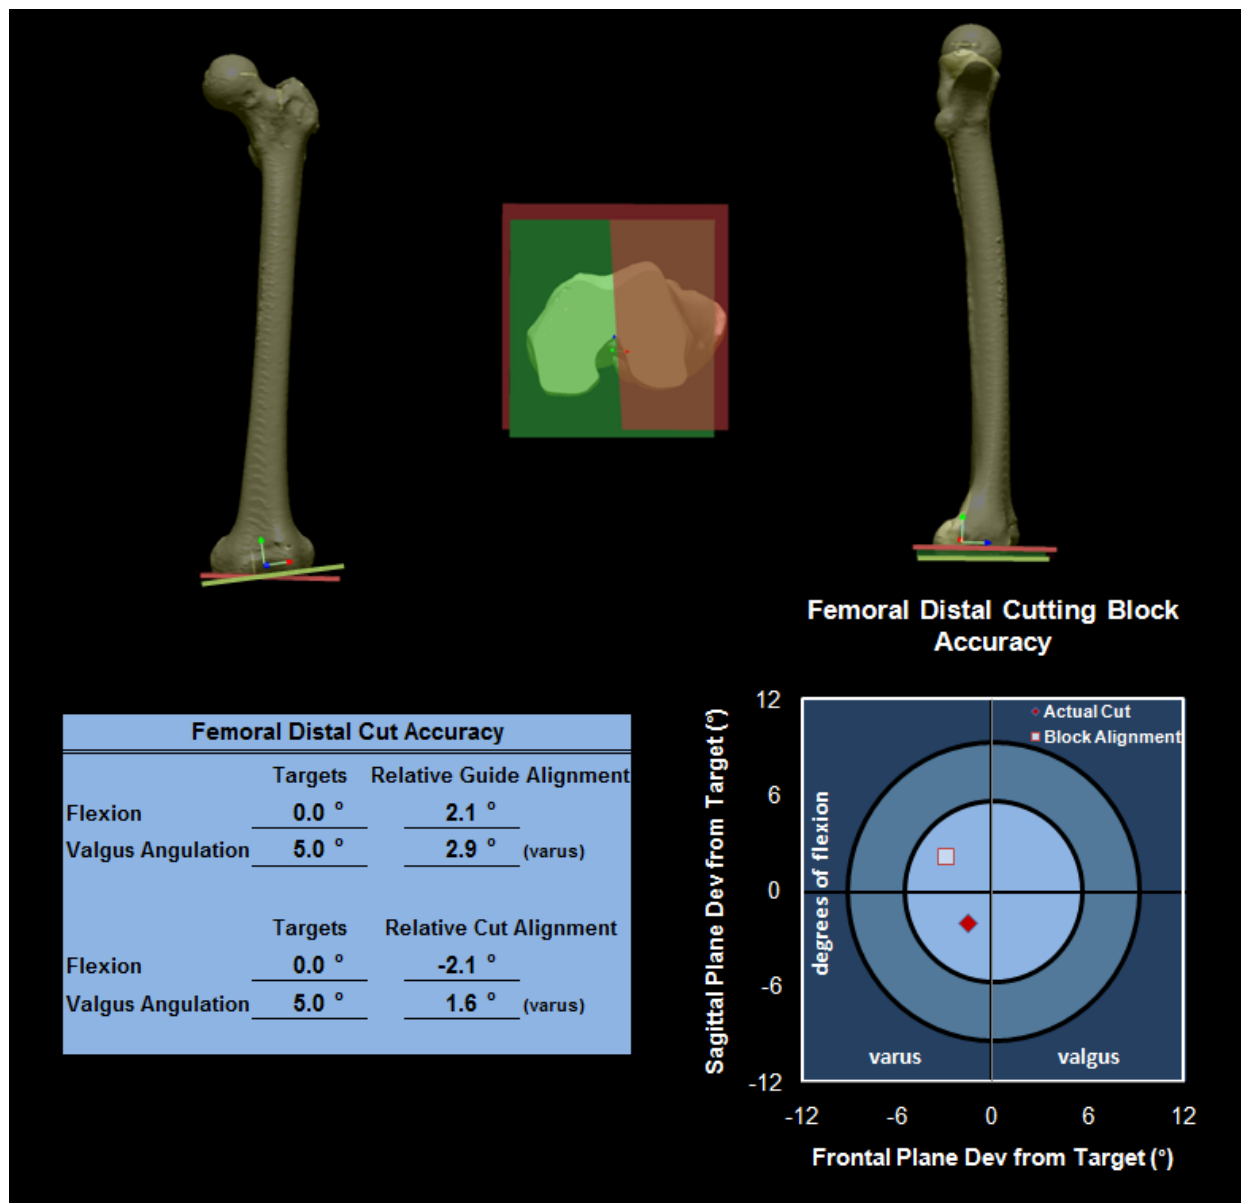 Femoral Distal Cutting Block
Accuracy
Femoral Distal Cut Accuracy
Targets Relative Guide Alignment
Flexion 0.0 ° 2.1 °
Valgus Angulation 5.0 ° 2.9 ° (varus)
Targets Relative Cut Alignment
Flexion 0.0 ° -2.1 °
Valgus Angulation 5.0 ° 1.6 ° (varus)
Sagittal Plane Dev from Target (°)
12
6
0
-6
-12
degrees of flexion
Actual Cut
Block Alignment
varus valgus
-12 -6 0 6 12
Frontal Plane Dev from Target (°)